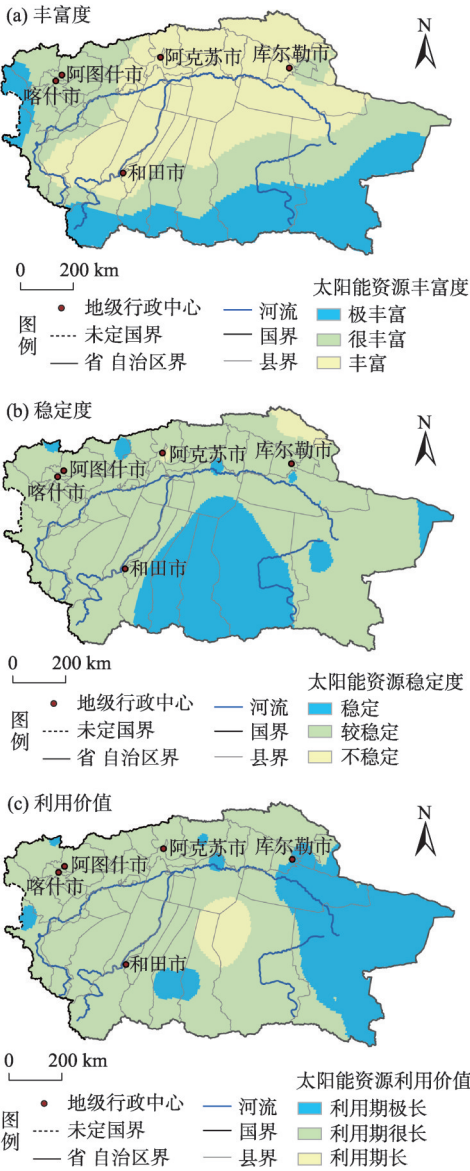 (a) 丰富度
N
阿克苏市
库尔勒市
阿图什市
喀什市
和田市
0 200 km
太阳能资源丰富度
图例
地级行政中心 河流 极丰富
未定国界 国界 很丰富
省 自治区界 县界 丰富
(b) 稳定度
N
阿克苏市
库尔勒市
阿图什市
喀什市
和田市
0 200 km
太阳能资源稳定度
图例
地级行政中心 河流 稳定
未定国界 国界 较稳定
省 自治区界 县界 不稳定
(c) 利用价值
N
阿克苏市
库尔勒市
阿图什市
喀什市
和田市
0 200 km
太阳能资源利用价值
图例
地级行政中心 河流 利用期极长
未定国界 国界 利用期很长
省 自治区界 县界 利用期长